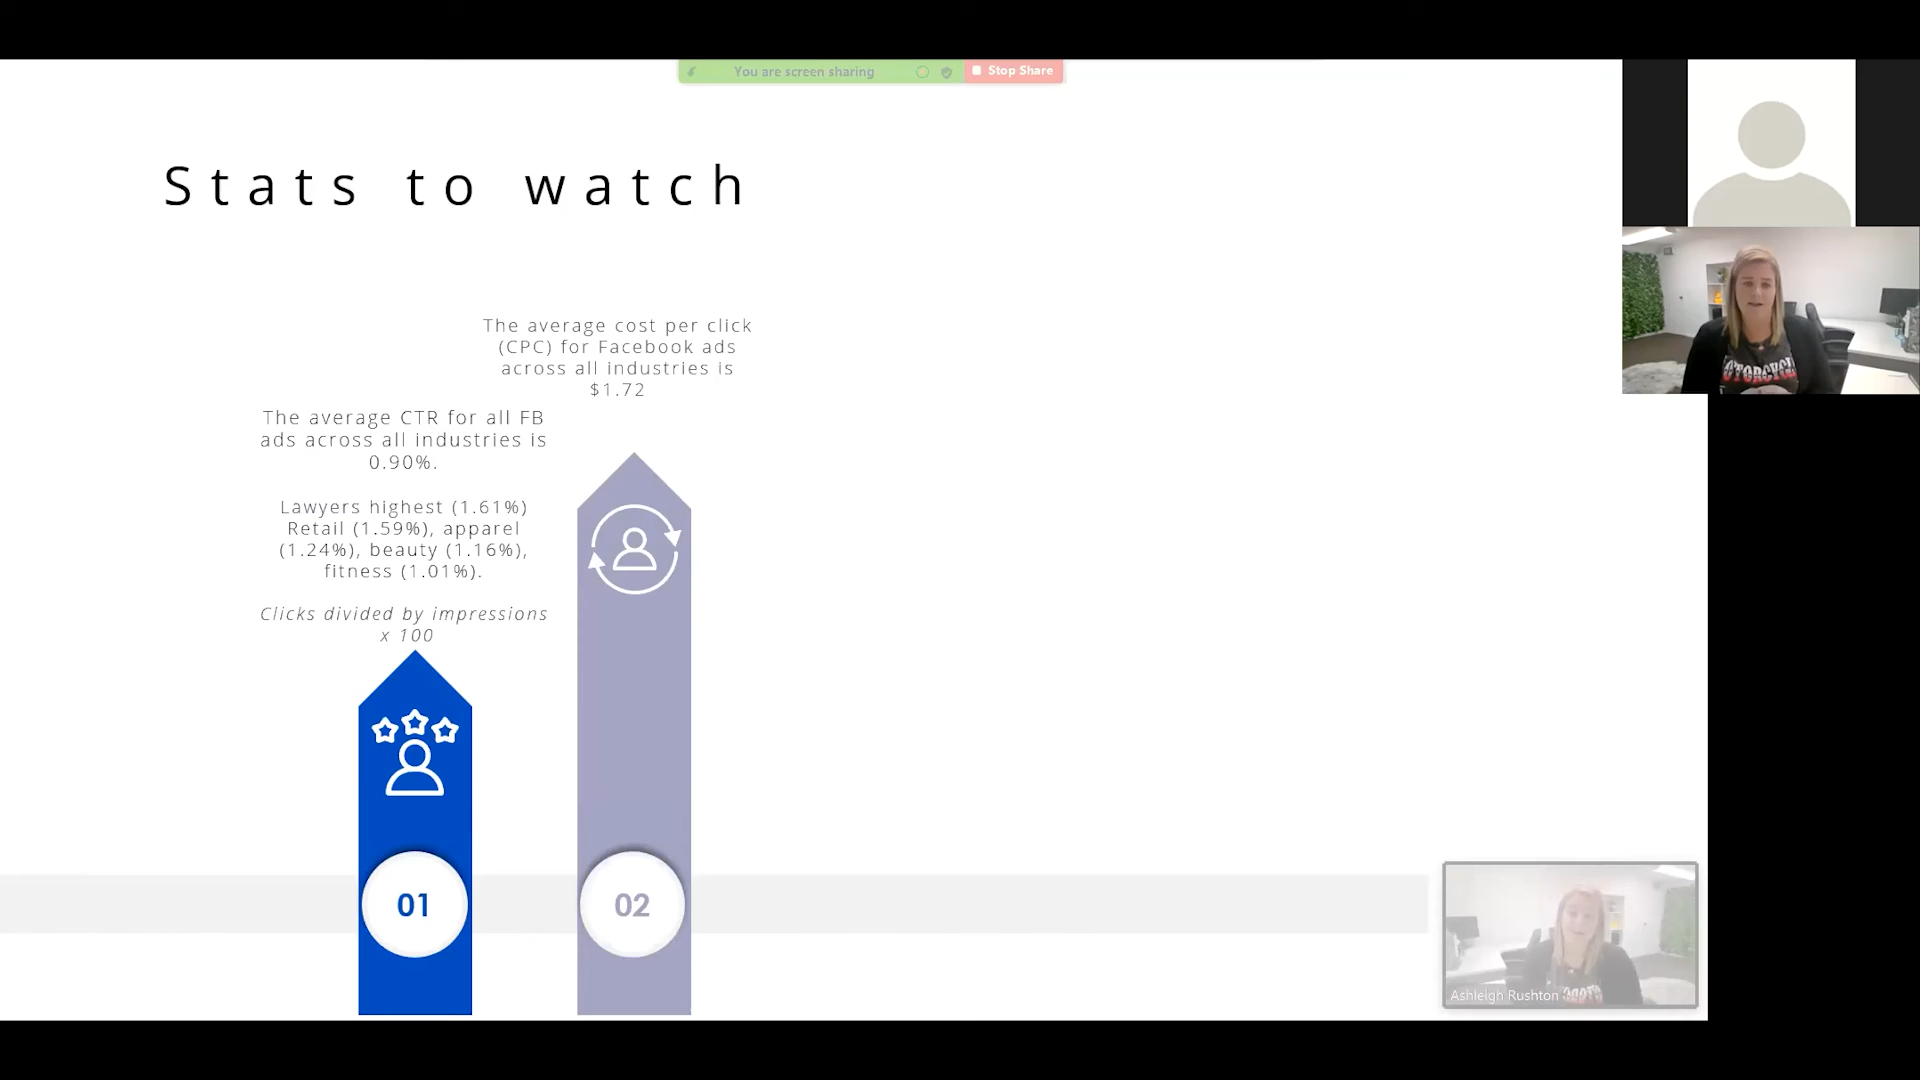 You are screen sharing
Stop Share
Stats to watch
The average cost per click
(CPC) for Facebook ads
across all industries is
$1.72
The average CTR for all FB
ads across all industries is
0.90%.
Lawyers highest (1.61%)
Retail (1.59%), apparel
(1.24%), beauty (1.16%),
fitness (1.01%).
Clicks divided by impressions
x 100
01
02
Ashleigh Rushton